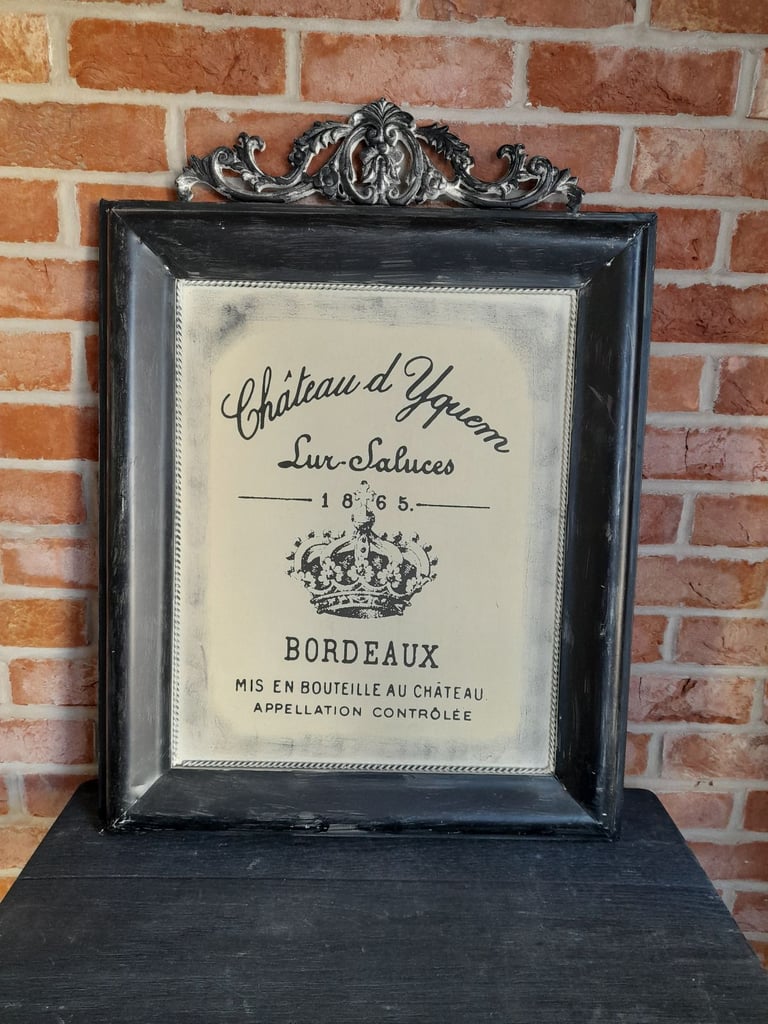 Château d Yquem
Lur-Saluces
1865.
BORDEAUX
MIS EN BOUTEILLE AU CHÂTEAU
APPELLATION CONTRÔLÉE